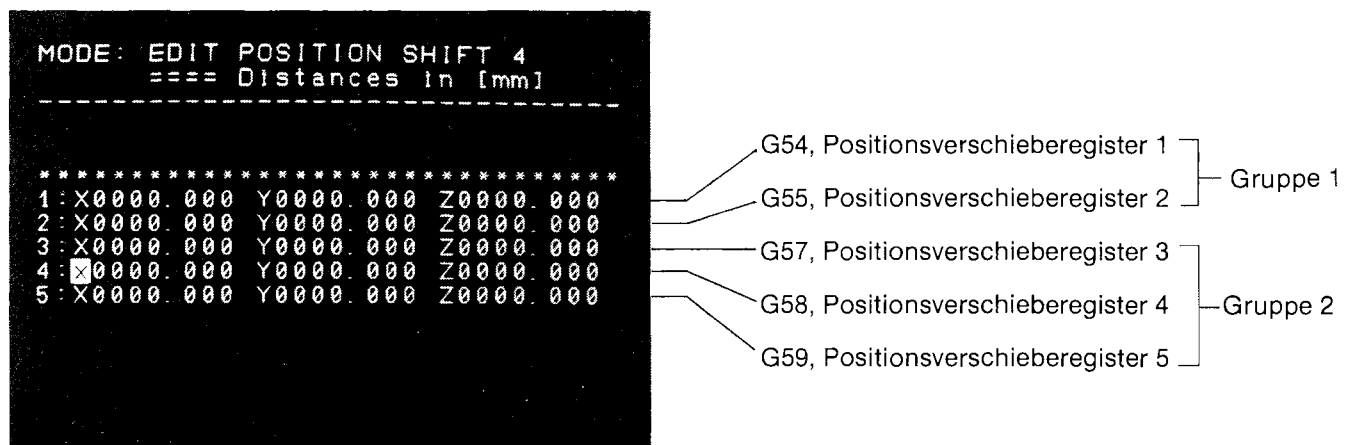 MODE: EDIT POSITION SHIFT 4
==== Distances in [mm]
----------------------------------------
* * * * * * * * * * * * * * * * * * * * * * * * * * * * * * *
1:X0000.000 Y0000.000 Z0000.000
2:X0000.000 Y0000.000 Z0000.000
3:X0000.000 Y0000.000 Z0000.000
4:X0000.000 Y0000.000 Z0000.000
5:X0000.000 Y0000.000 Z0000.000
G54, Positionsverschieberegister 1
G55, Positionsverschieberegister 2
Gruppe 1
G57, Positionsverschieberegister 3
G58, Positionsverschieberegister 4
G59, Positionsverschieberegister 5
Gruppe 2